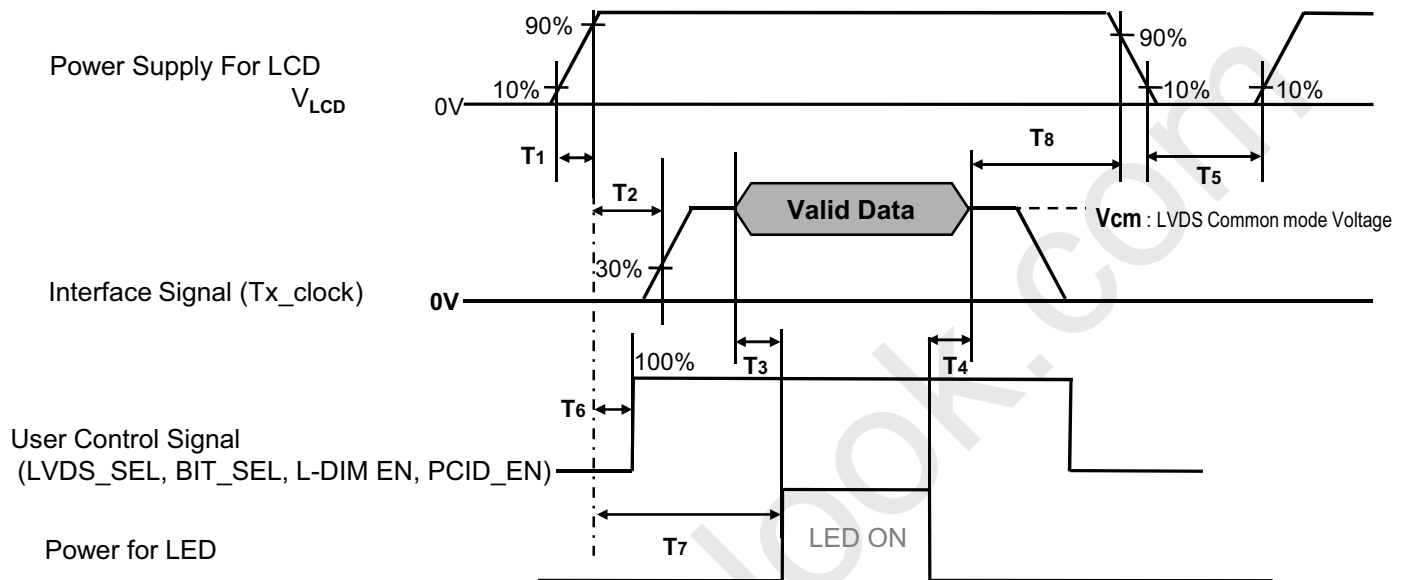 90%
90%
Power Supply For LCD
10%
10%
10%
VLCD
0V
T1
T8
T5
T2
Valid Data
Vcm : LVDS Common mode Voltage
30%
Interface Signal (Tx_clock)
0V
100%
T3
T4
T6
User Control Signal
(LVDS_SEL, BIT_SEL, L-DIM EN, PCID_EN)
T7
LED ON
Power for LED
look.com